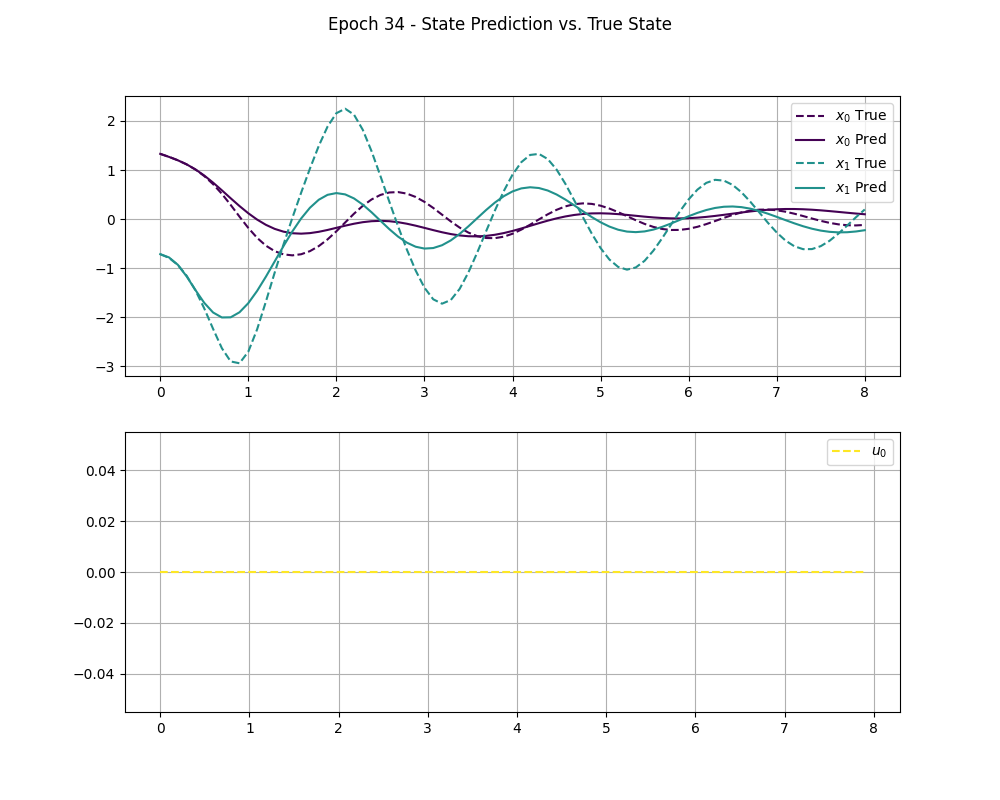 Epoch 34 - State Prediction vs. True State
2
1
0
−1
−2
−3
x₀ True
x₀ Pred
x₁ True
x₁ Pred
0 1 2 3 4 5 6 7 8
0.04
0.02
0.00
−0.02
−0.04
u₀
0 1 2 3 4 5 6 7 8